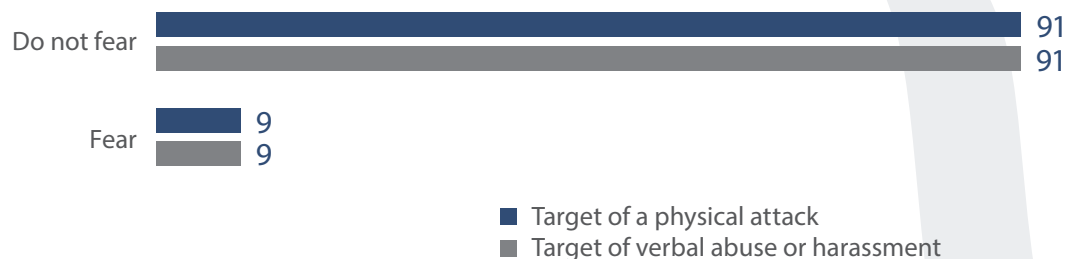 Do not fear
91
91
Fear
9
9
Target of a physical attack
Target of verbal abuse or harassment